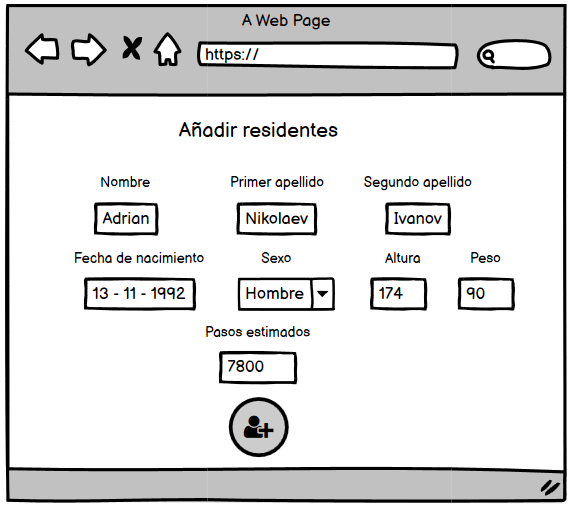 A Web Page
https://
Añadir residentes
Nombre Primer apellido Segundo apellido
Adrian Nikolaev Ivanov
Fecha de nacimiento Sexo Altura Peso
13 - 11 - 1992 Hombre 174 90
Pasos estimados
7800